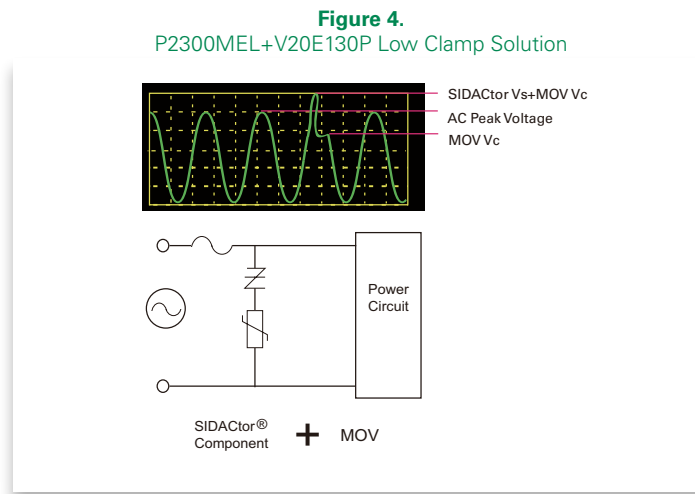 Figure 4.
P2300MEL+V20E130P Low Clamp Solution
SIDACtor Vs+MOV Vc
AC Peak Voltage
MOV Vc
Power
Circuit
SIDACtor®
Component
+
MOV